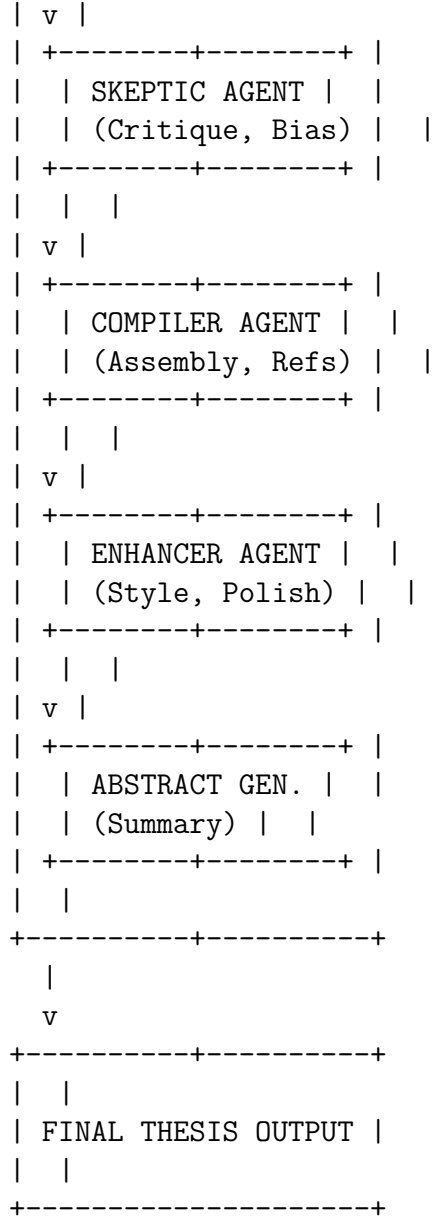 | v |
| +--------+--------+ |
| | SKEPTIC AGENT | |
| | (Critique, Bias) | |
| +--------+--------+ |
| | |
| v |
| +--------+--------+ |
| | COMPILER AGENT | |
| | (Assembly, Refs) | |
| +--------+--------+ |
| | |
| v |
| +--------+--------+ |
| | ENHANCER AGENT | |
| | (Style, Polish) | |
| +--------+--------+ |
| | |
| v |
| +--------+--------+ |
| | ABSTRACT GEN. | |
| | (Summary) | |
| +--------+--------+ |
| |
+----------+----------+
|
v
+----------+----------+
| |
| FINAL THESIS OUTPUT |
| |
+---------------------+